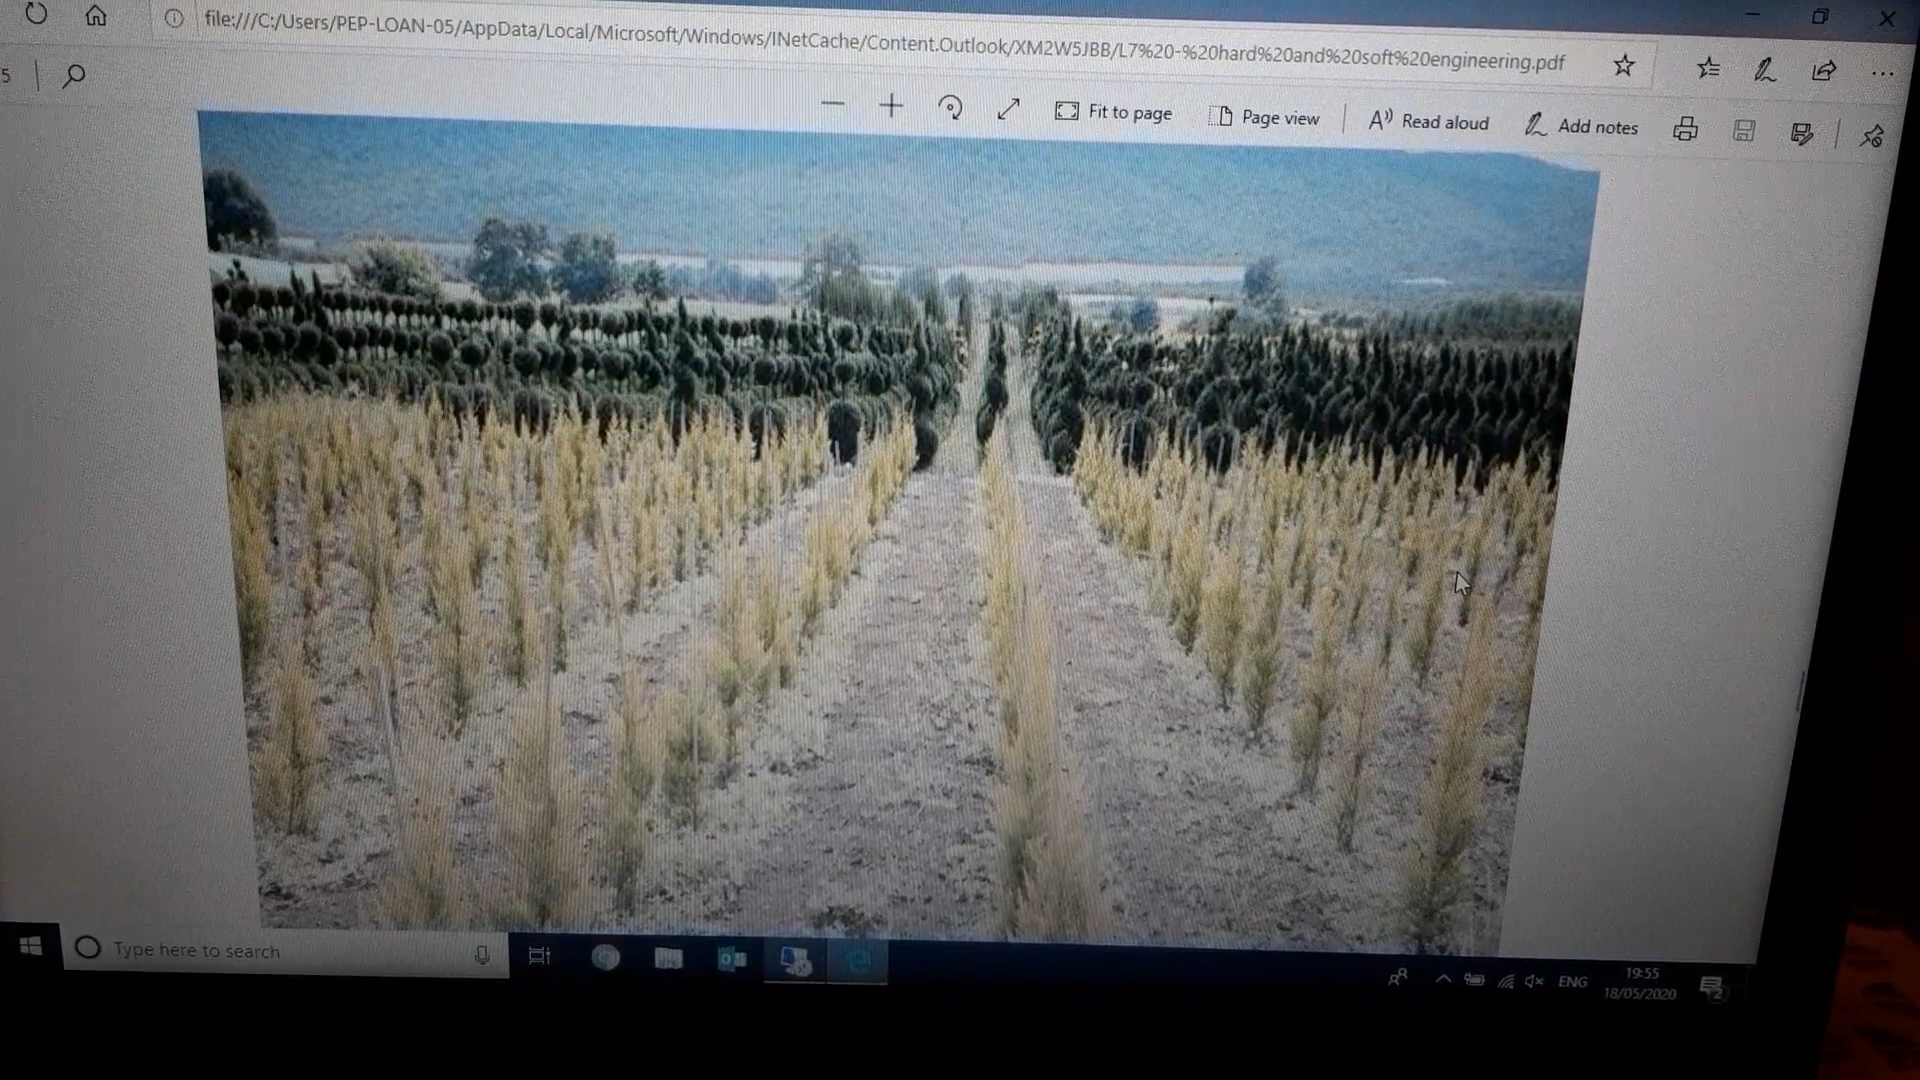 file:///C:/Users/PEP-LOAN-05/AppData/Local/Microsoft/Windows/INetCache/Content.Outlook/XM2W5JBB/L7%20-%20hard%20and%20soft%20engineering.pdf
5
Fit to page
Page view
Read aloud
Add notes
Type here to search
ENG
19:55
18/05/2020
2